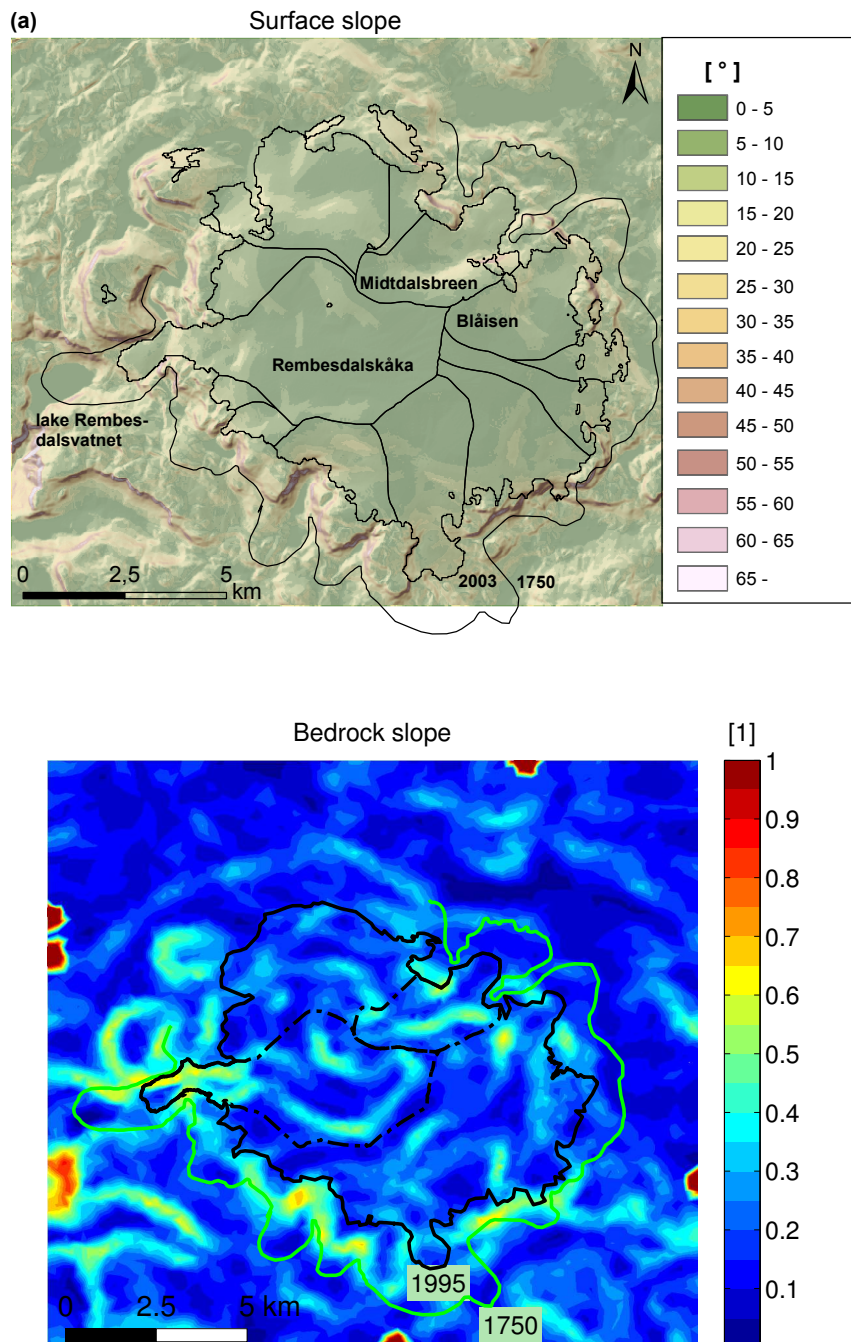 (a)
Surface slope
N
[ ° ]
0 - 5
5 - 10
10 - 15
15 - 20
20 - 25
25 - 30
30 - 35
35 - 40
40 - 45
45 - 50
50 - 55
55 - 60
60 - 65
65 -
Midtdalsbreen
Blåisen
Rembesdalskåka
lake Rembes-
dalsvatnet
2003 1750
0 2,5 5
km
Bedrock slope
[1]
1
0.9
0.8
0.7
0.6
0.5
0.4
0.3
0.2
0.1
1995
1750
0 2.5 5 km